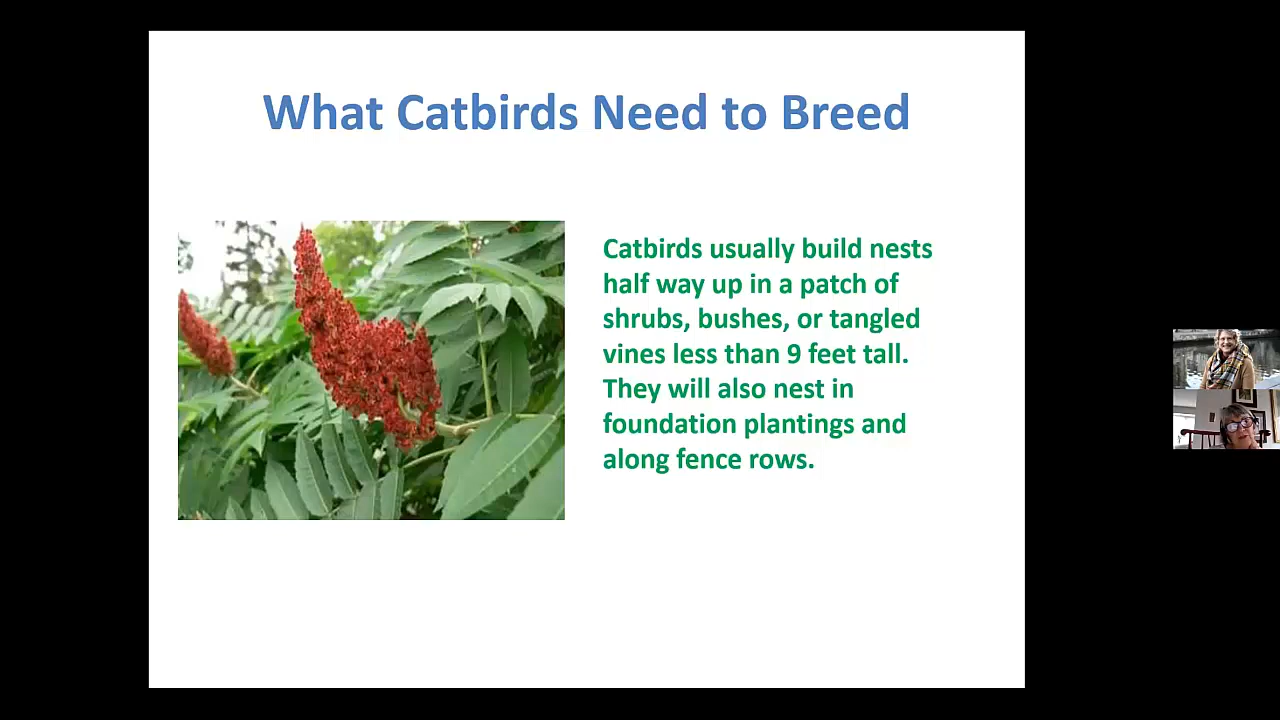 What Catbirds Need to Breed
Catbirds usually build nests
half way up in a patch of
shrubs, bushes, or tangled
vines less than 9 feet tall.
They will also nest in
foundation plantings and
along fence rows.